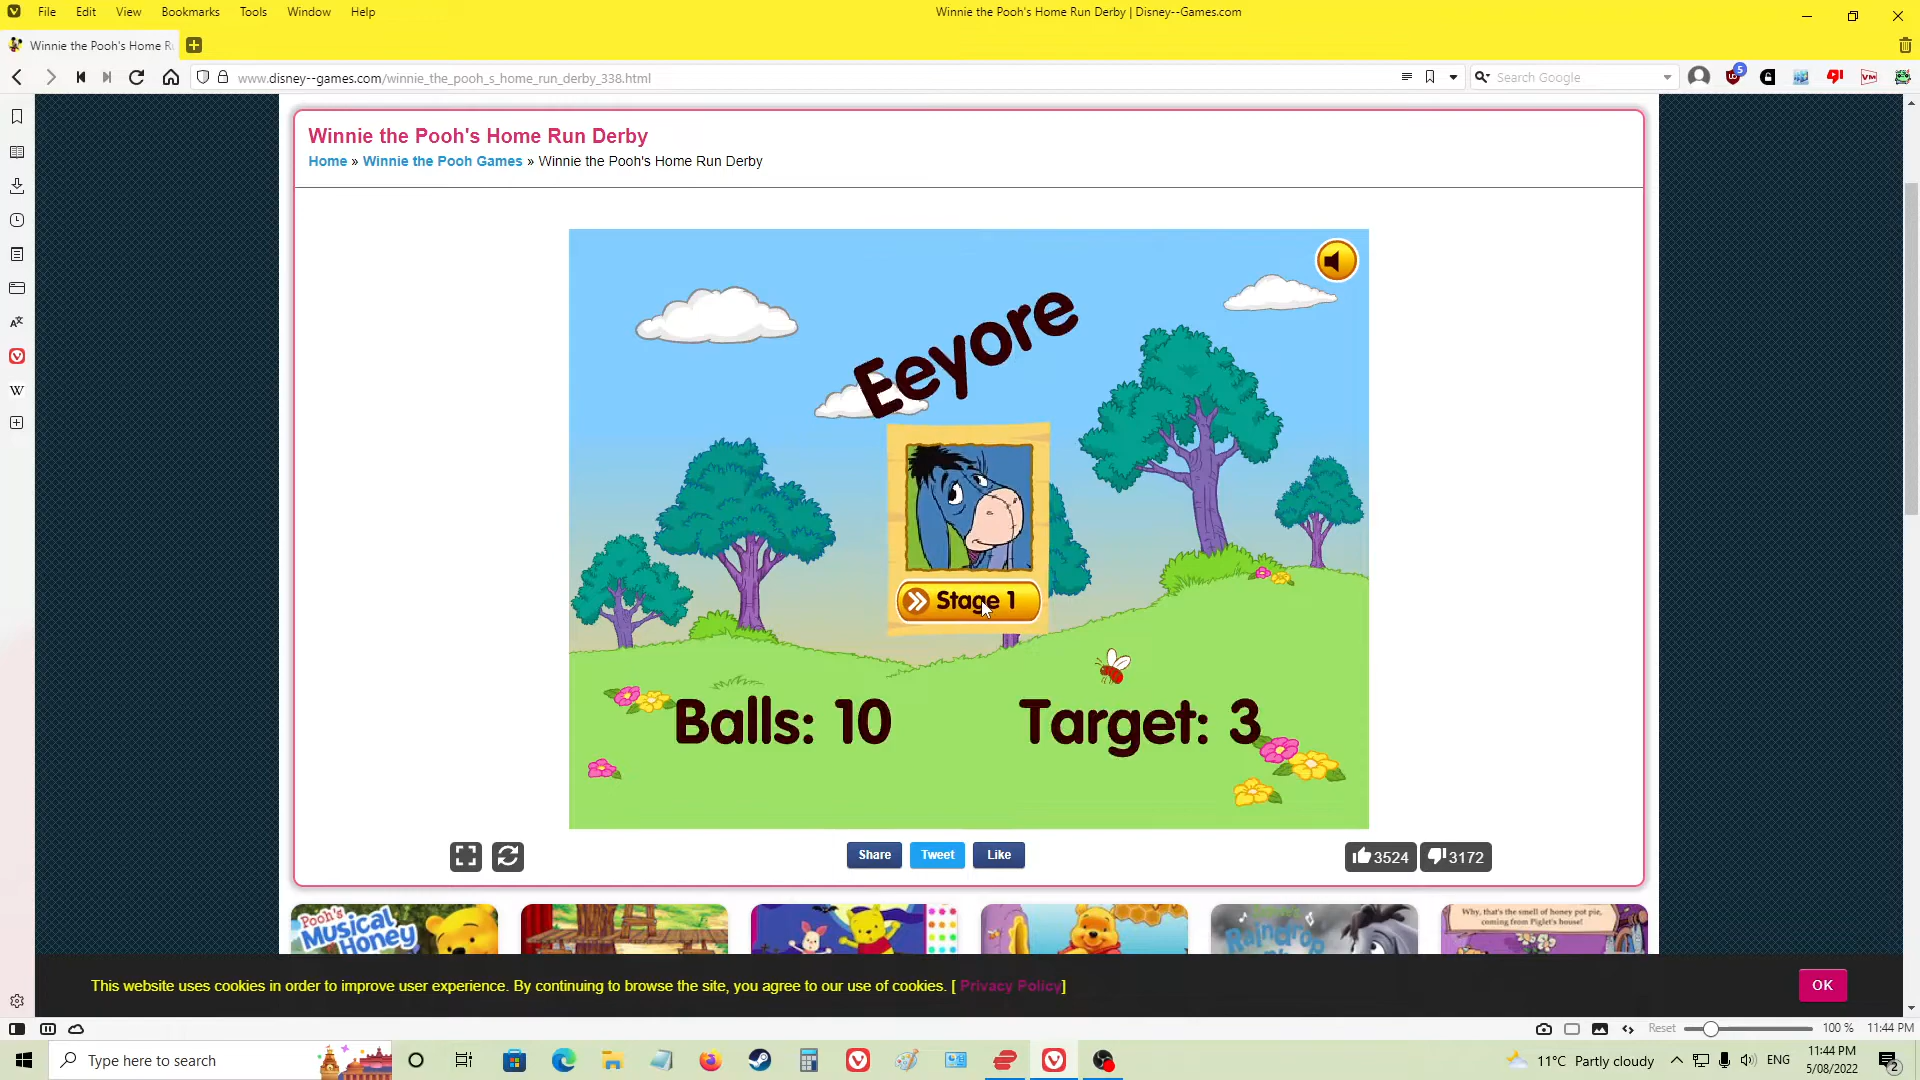 File Edit View Bookmarks Tools Window Help
Winnie the Pooh's Home Run Derby | Disney--Games.com
Winnie the Pooh's Home R
www.disney--games.com/winnie_the_pooh_s_home_run_derby_338.html
Search Google
5
VM
Winnie the Pooh's Home Run Derby
Home » Winnie the Pooh Games » Winnie the Pooh's Home Run Derby
Eeyore
Stage 1
Balls: 10
Target: 3
Share
Tweet
Like
3524
3172
Pooh's Musical Honey
Raindrop
Why, that's the smell of honey pot pie,
coming from Piglet's house!
This website uses cookies in order to improve user experience. By continuing to browse the site, you agree to our use of cookies. [ Privacy Policy]
OK
Reset
100 %
11:44 PM
Type here to search
11°C Partly cloudy
ENG
11:44 PM
5/08/2022
2